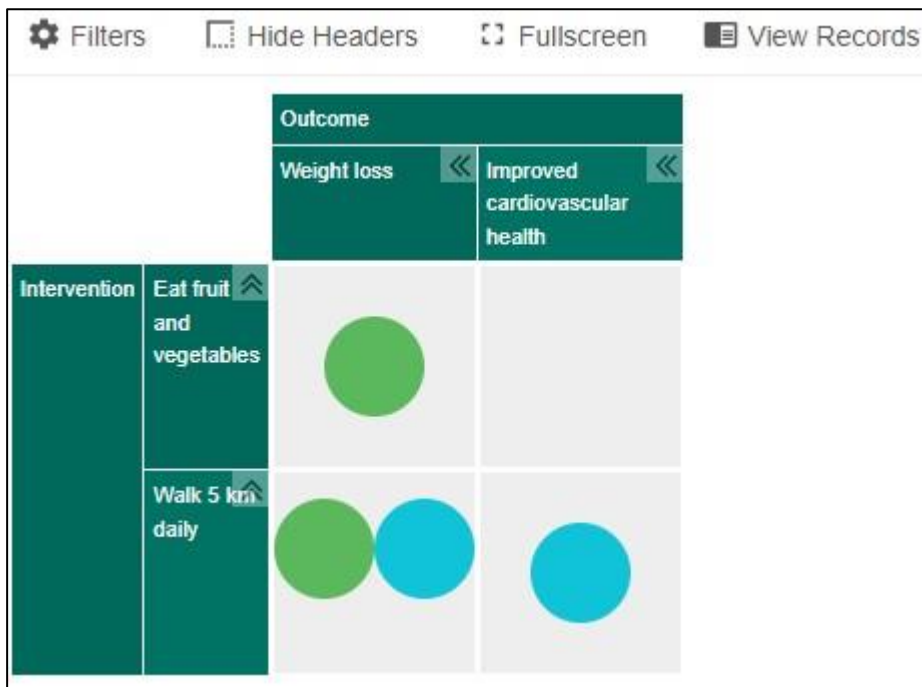 Filters Hide Headers Fullscreen View Records
Outcome
Weight loss
Improved
cardiovascular
health
Intervention
Eat fruit
and
vegetables
Walk 5 km
daily